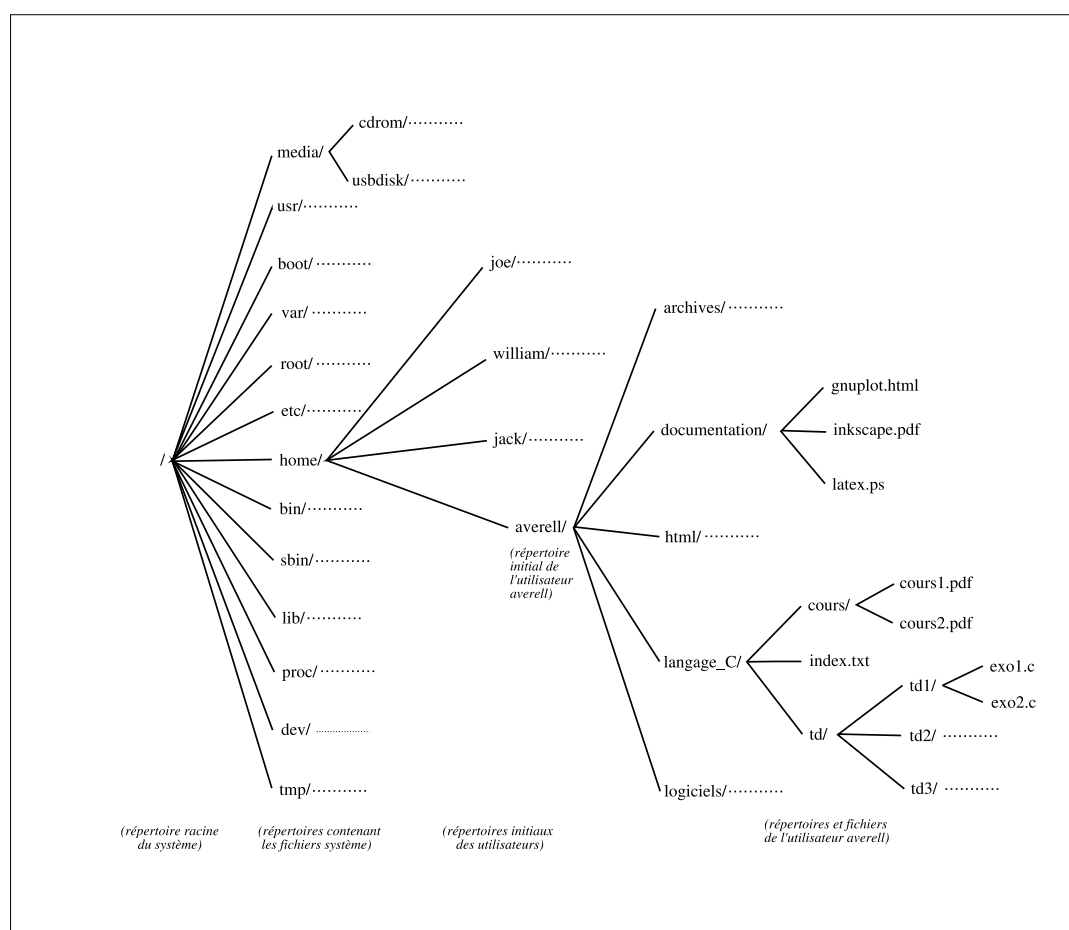 cdrom/...........
media/
usbdisk/...........
usr/...........
boot/ ...........
joe/...........
archives/ ...........
var/ ...........
william/...........
root/ ...........
gnuplot.html
etc/...........
documentation/
inkscape.pdf
jack/...........
/
home/
latex.ps
bin/...........
averell/
html/ ...........
(répertoire
initial de
l'utilisateur
averell)
sbin/...........
cours1.pdf
cours/
lib/...........
cours2.pdf
langage_C/
index.txt
exo1.c
proc/ ...........
td1/
exo2.c
dev/ ....................
td/
td2/ ...........
tmp/...........
logiciels/...........
td3/ ...........
(répertoire racine
du système)
(répertoires contenant
les fichiers système)
(répertoires initiaux
des utilisateurs)
(répertoires et fichiers
de l'utilisateur averell)